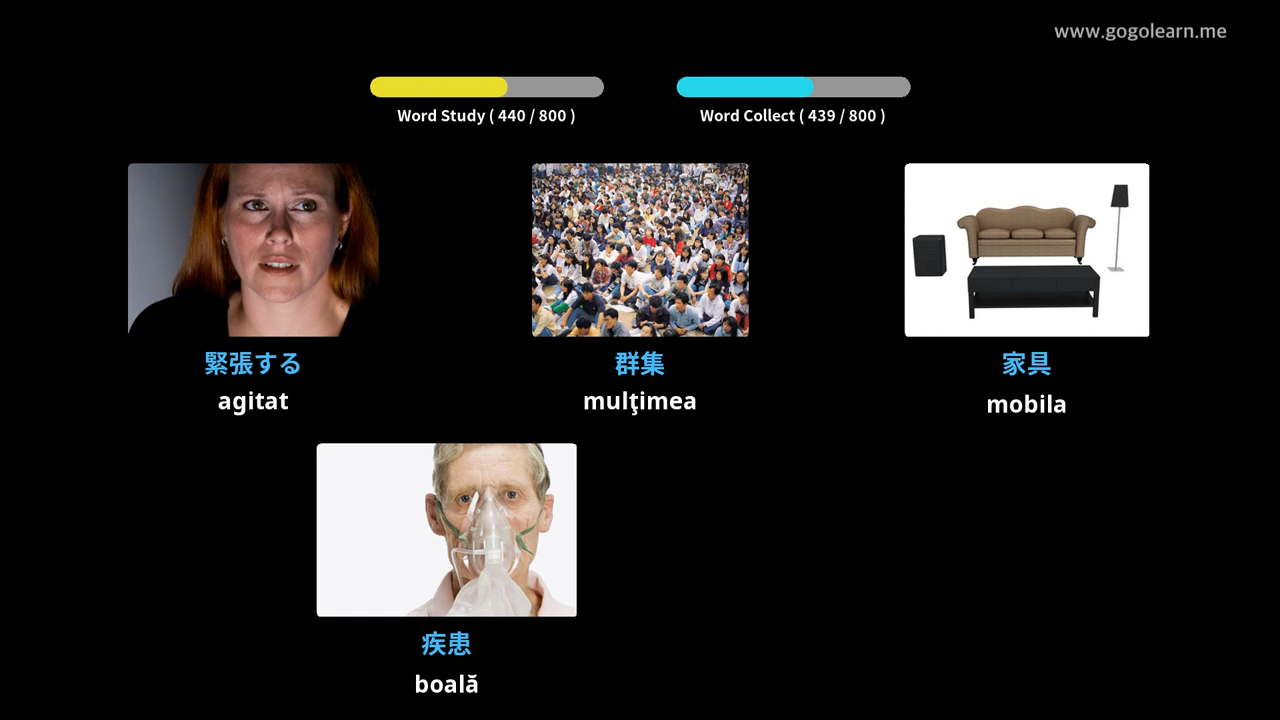 www.gogolearn.me
Word Study ( 440 / 800 )
Word Collect ( 439 / 800 )
緊張する
agitat
群集
mulţimea
家具
mobila
疾患
boală